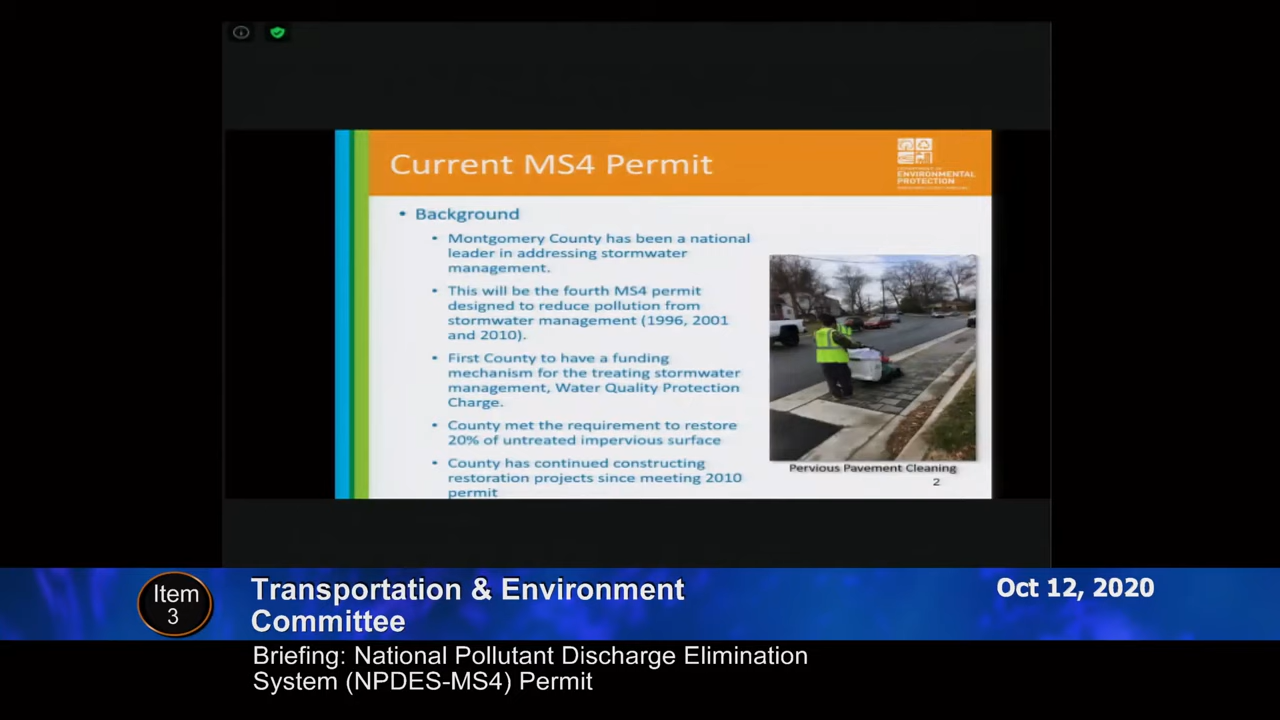 Current MS4 Permit
ENVIRONMENTAL
PROTECTION
• Background
• Montgomery County has been a national
leader in addressing stormwater
management.
• This will be the fourth MS4 permit
designed to reduce pollution from
stormwater management (1996, 2001
and 2010).
• First County to have a funding
mechanism for the treating stormwater
management, Water Quality Protection
Charge.
• County met the requirement to restore
20% of untreated impervious surface
• County has continued constructing
restoration projects since meeting 2010
permit
Pervious Pavement Cleaning
2
Item
3
Transportation & Environment
Committee
Oct 12, 2020
Briefing: National Pollutant Discharge Elimination
System (NPDES-MS4) Permit